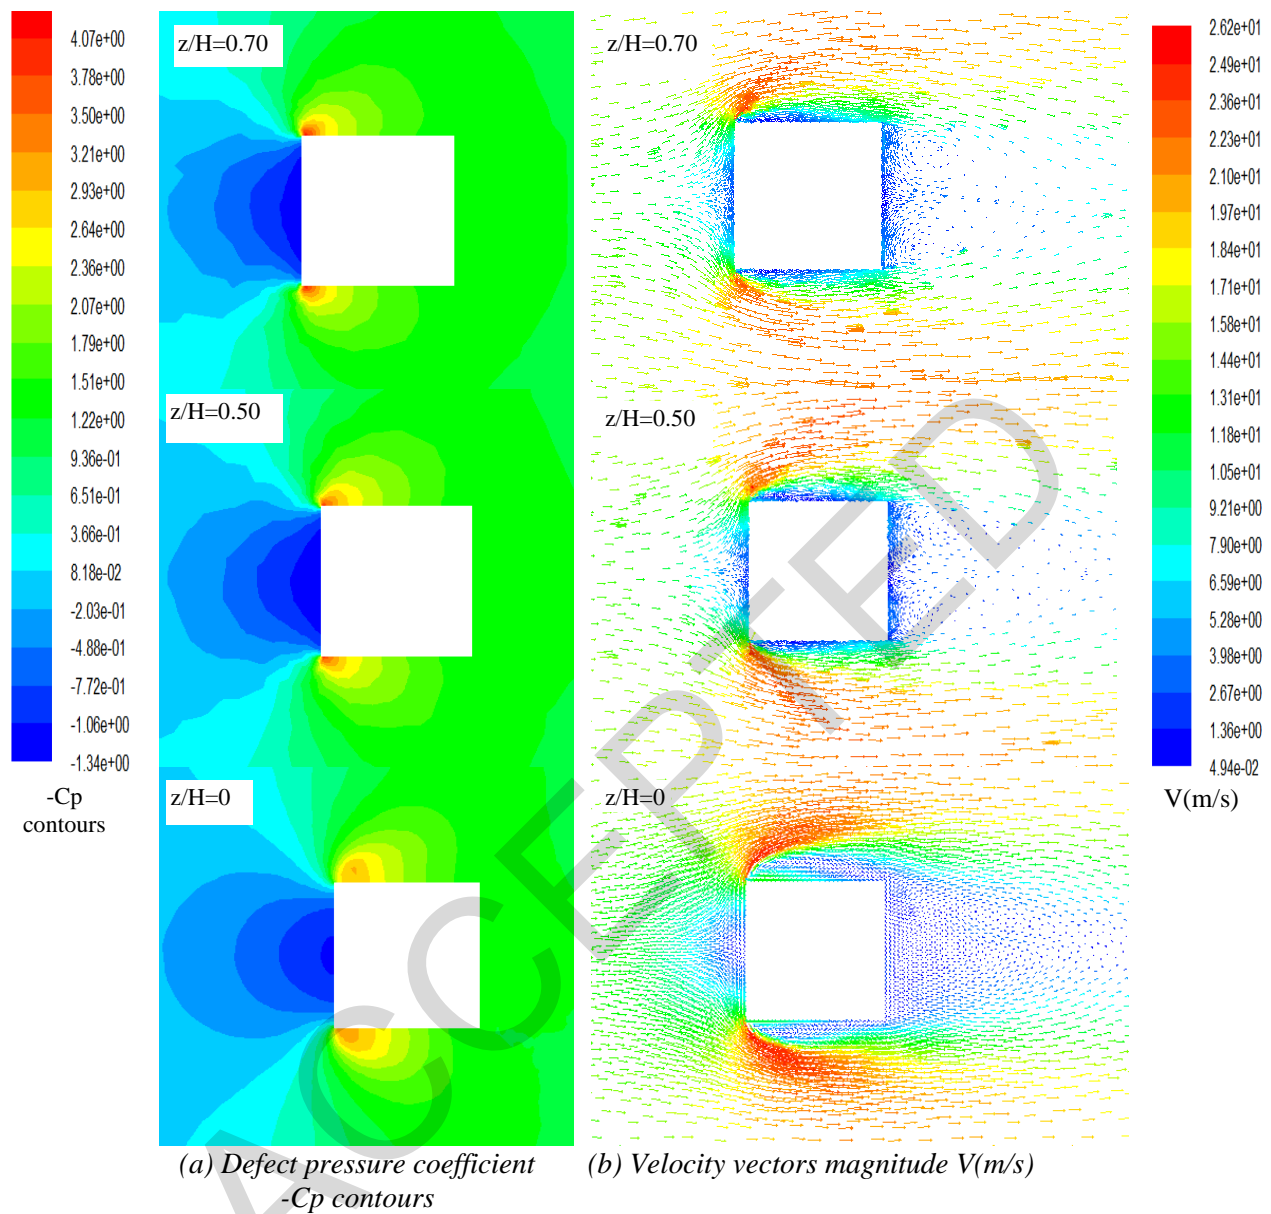 4.07e+00
3.78e+00
3.50e+00
3.21e+00
2.93e+00
2.64e+00
2.36e+00
2.07e+00
1.79e+00
1.51e+00
1.22e+00
9.36e-01
6.51e-01
3.66e-01
8.18e-02
-2.03e-01
-4.88e-01
-7.72e-01
-1.06e+00
-1.34e+00
-Cp
contours
z/H=0.70
z/H=0.50
z/H=0
(a) Defect pressure coefficient
-Cp contours
z/H=0.70
z/H=0.50
z/H=0
(b) Velocity vectors magnitude V(m/s)
2.62e+01
2.49e+01
2.36e+01
2.23e+01
2.10e+01
1.97e+01
1.84e+01
1.71e+01
1.58e+01
1.44e+01
1.31e+01
1.18e+01
1.05e+01
9.21e+00
7.90e+00
6.59e+00
5.28e+00
3.98e+00
2.67e+00
1.36e+00
4.94e-02
V(m/s)
ACCEPTED